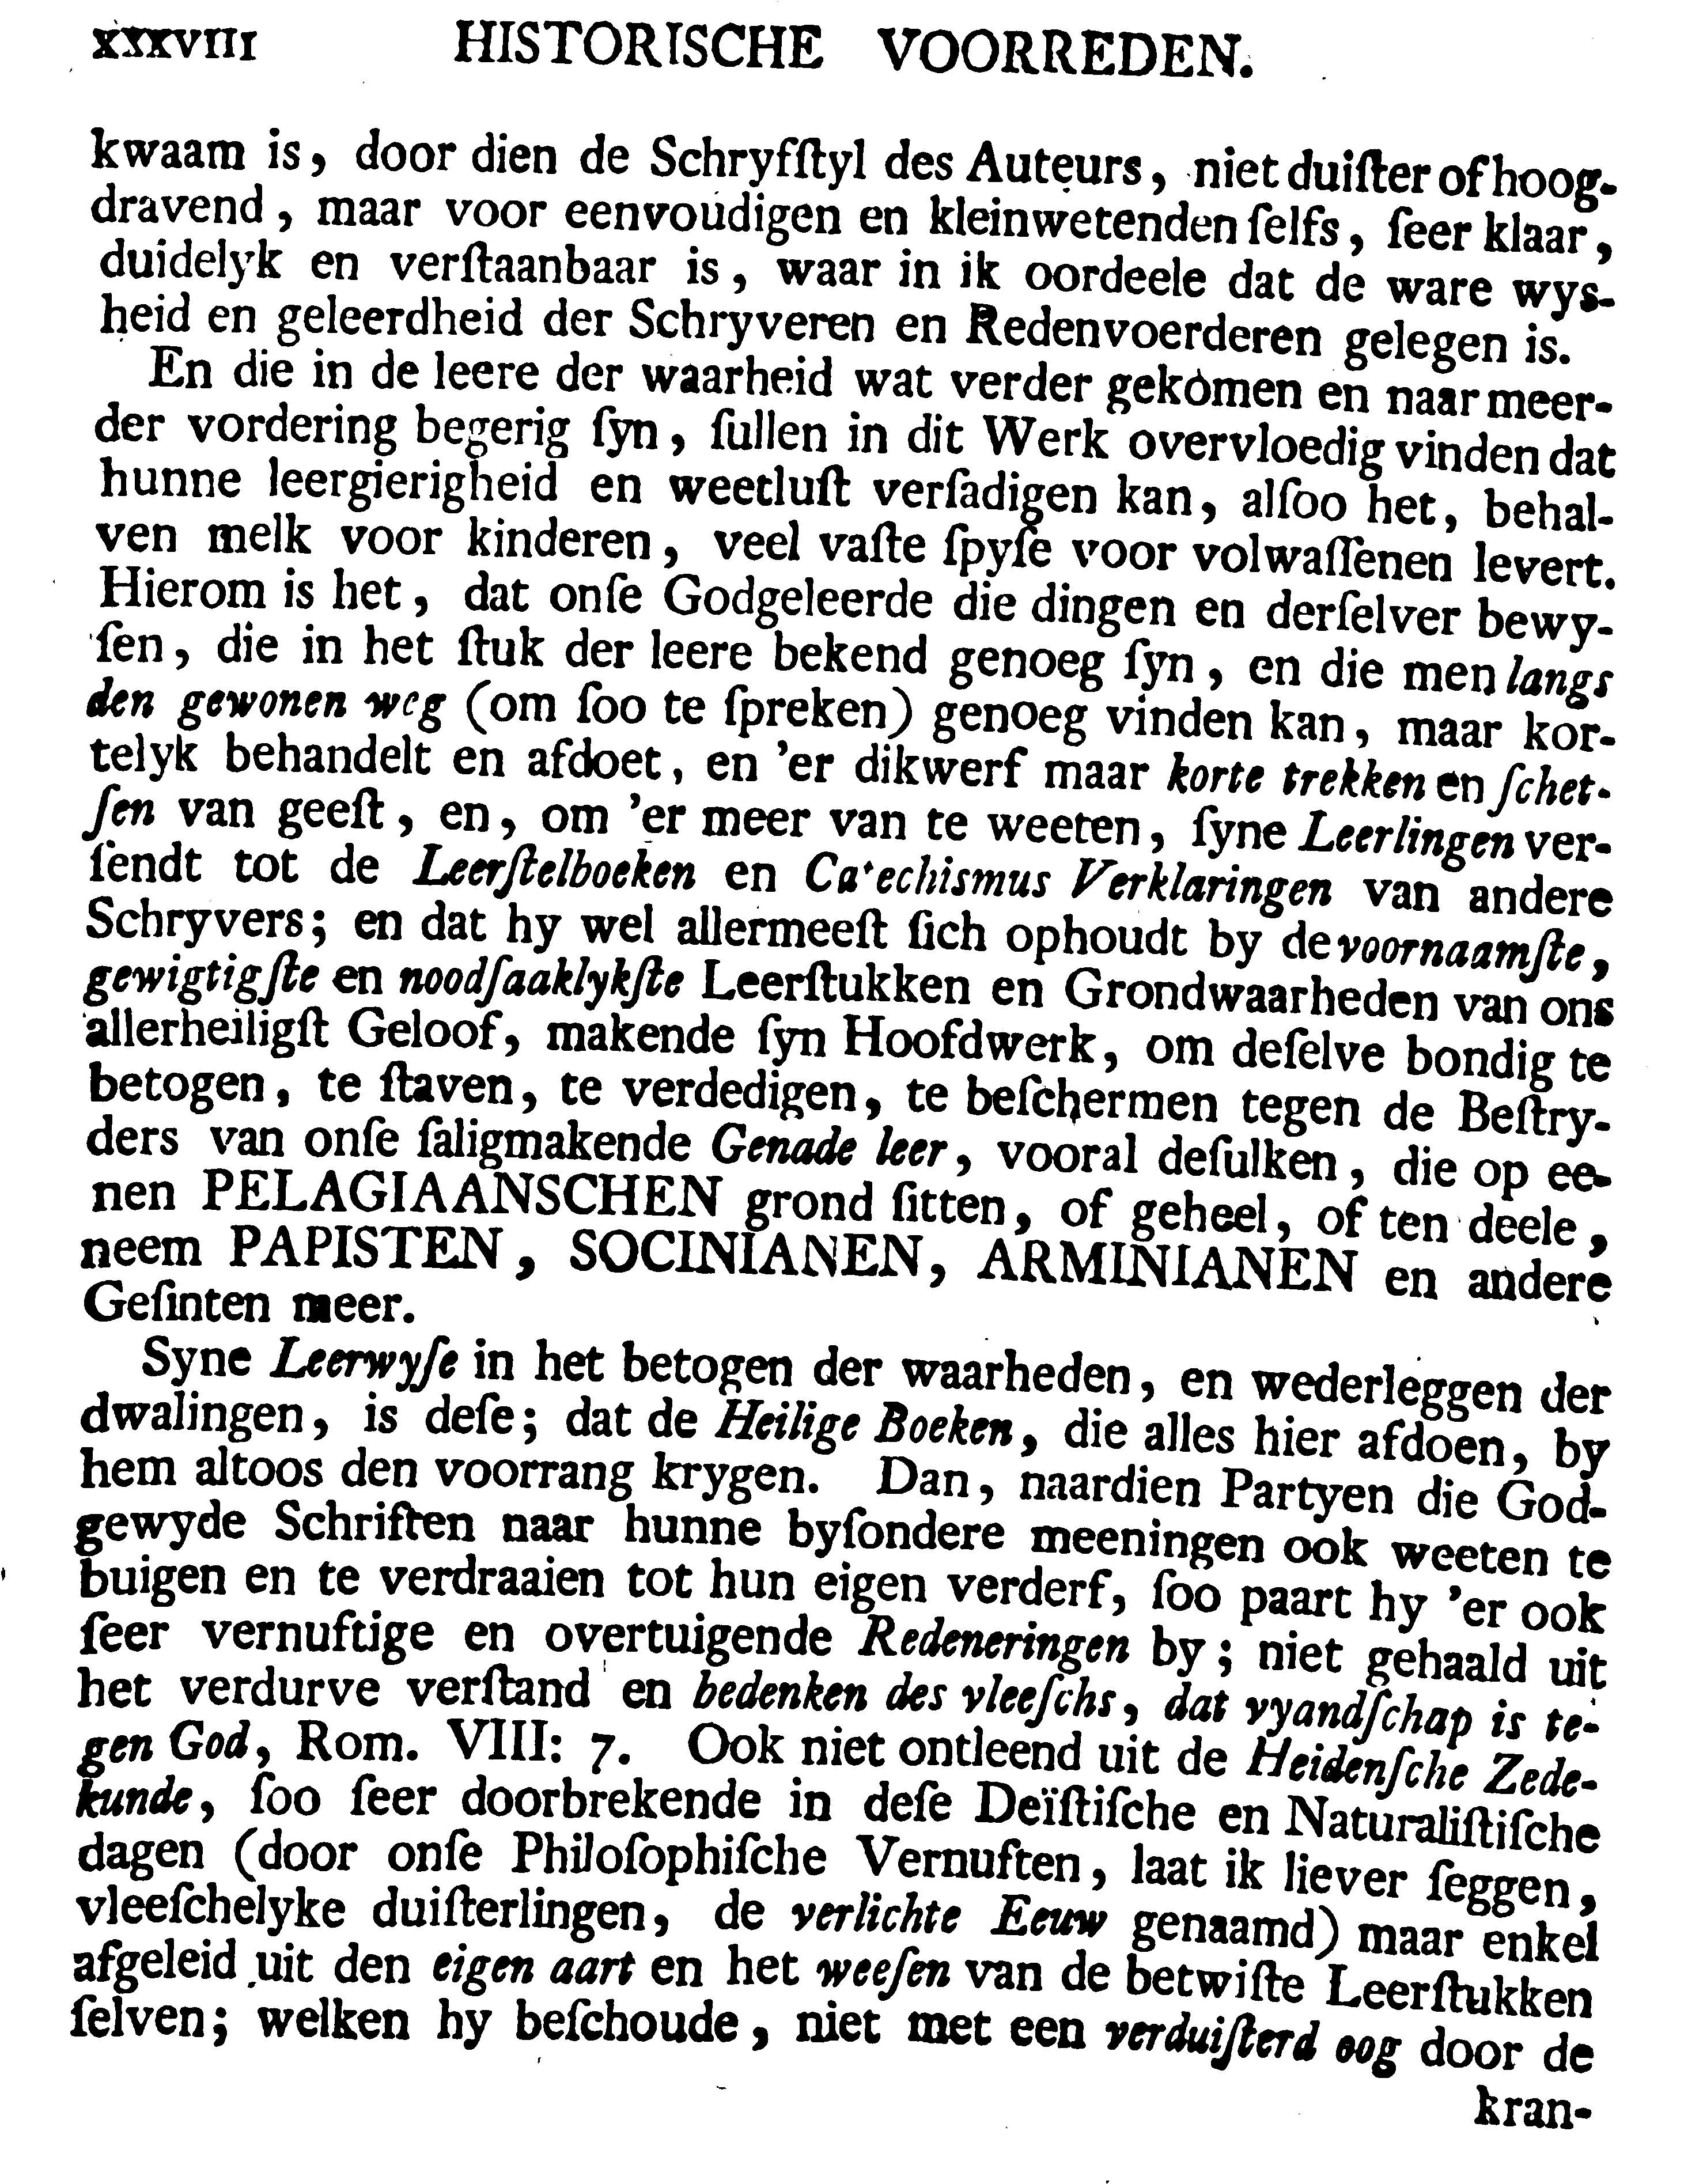 xxxviii HISTORISCHE VOORREDEN.
kwaam is, door dien de Schryfſtyl des Auteurs, niet duiſter of hoog-
dravend, maar voor eenvoudigen en kleinwetenden ſelfs, ſeer klaar,
duidelyk en verſtaanbaar is, waar in ik oordeele dat de ware wys-
heid en geleerdheid der Schryveren en Redenvoerderen gelegen is.
En die in de leere der waarheid wat verder gekomen en naar meer-
der vordering begerig ſyn, ſullen in dit Werk overvloedig vinden dat
hunne leergierigheid en weetluſt verſadigen kan, alſoo het, behal-
ven melk voor kinderen, veel vaſte ſpyſe voor volwaſſenen levert.
Hierom is het, dat onſe Godgeleerde die dingen en derſelver bewy-
ſen, die in het ſtuk der leere bekend genoeg ſyn, en die men langs
den gewonen weg (om ſoo te ſpreken) genoeg vinden kan, maar kor-
telyk behandelt en afdoet, en 'er dikwerf maar korte trekken en ſchet-
ſen van geeſt, en, om 'er meer van te weeten, ſyne Leerlingen ver-
ſendt tot de Leerſtelboeken en Catechismus Verklaringen van andere
Schryvers; en dat hy wel allermeeſt ſich ophoudt by de voornaamſte,
gewigtigſte en noodſaaklykſte Leerſtukken en Grondwaarheden van ons
allerheiligſt Geloof, makende ſyn Hoofdwerk, om deſelve bondig te
betogen, te ſtaven, te verdedigen, te beſchermen tegen de Beſtry-
ders van onſe ſaligmakende Genade leer, vooral deſulken, die op ee-
nen PELAGIAANSCHEN grond ſitten, of geheel, of ten deele,
neem PAPISTEN, SOCINIANEN, ARMINIANEN en andere
Geſinten meer.
Syne Leerwyſe in het betogen der waarheden, en wederleggen der
dwalingen, is deſe; dat de Heilige Boeken, die alles hier afdoen, by
hem altoos den voorrang krygen. Dan, naardien Partyen die God-
gewyde Schriften naar hunne byſondere meeningen ook weeten te
buigen en te verdraaien tot hun eigen verderf, ſoo paart hy 'er ook
ſeer vernuftige en overtuigende Redeneringen by; niet gehaald uit
het verdurve verſtand en bedenken des vleeſchs, dat vyandſchap is te-
gen God, Rom. VIII: 7. Ook niet ontleend uit de Heidenſche Zede-
kunde, ſoo ſeer doorbrekende in deſe Deïſtiſche en Naturaliſtiſche
dagen (door onſe Philoſophiſche Vernuften, laat ik liever ſeggen,
vleeſchelyke duiſterlingen, de verlichte Eeuw genaamd) maar enkel
afgeleid uit den eigen aart en het weeſen van de betwiſte Leerſtukken
ſelven; welken hy beſchoude, niet met een verduiſterd oog door de
kran-